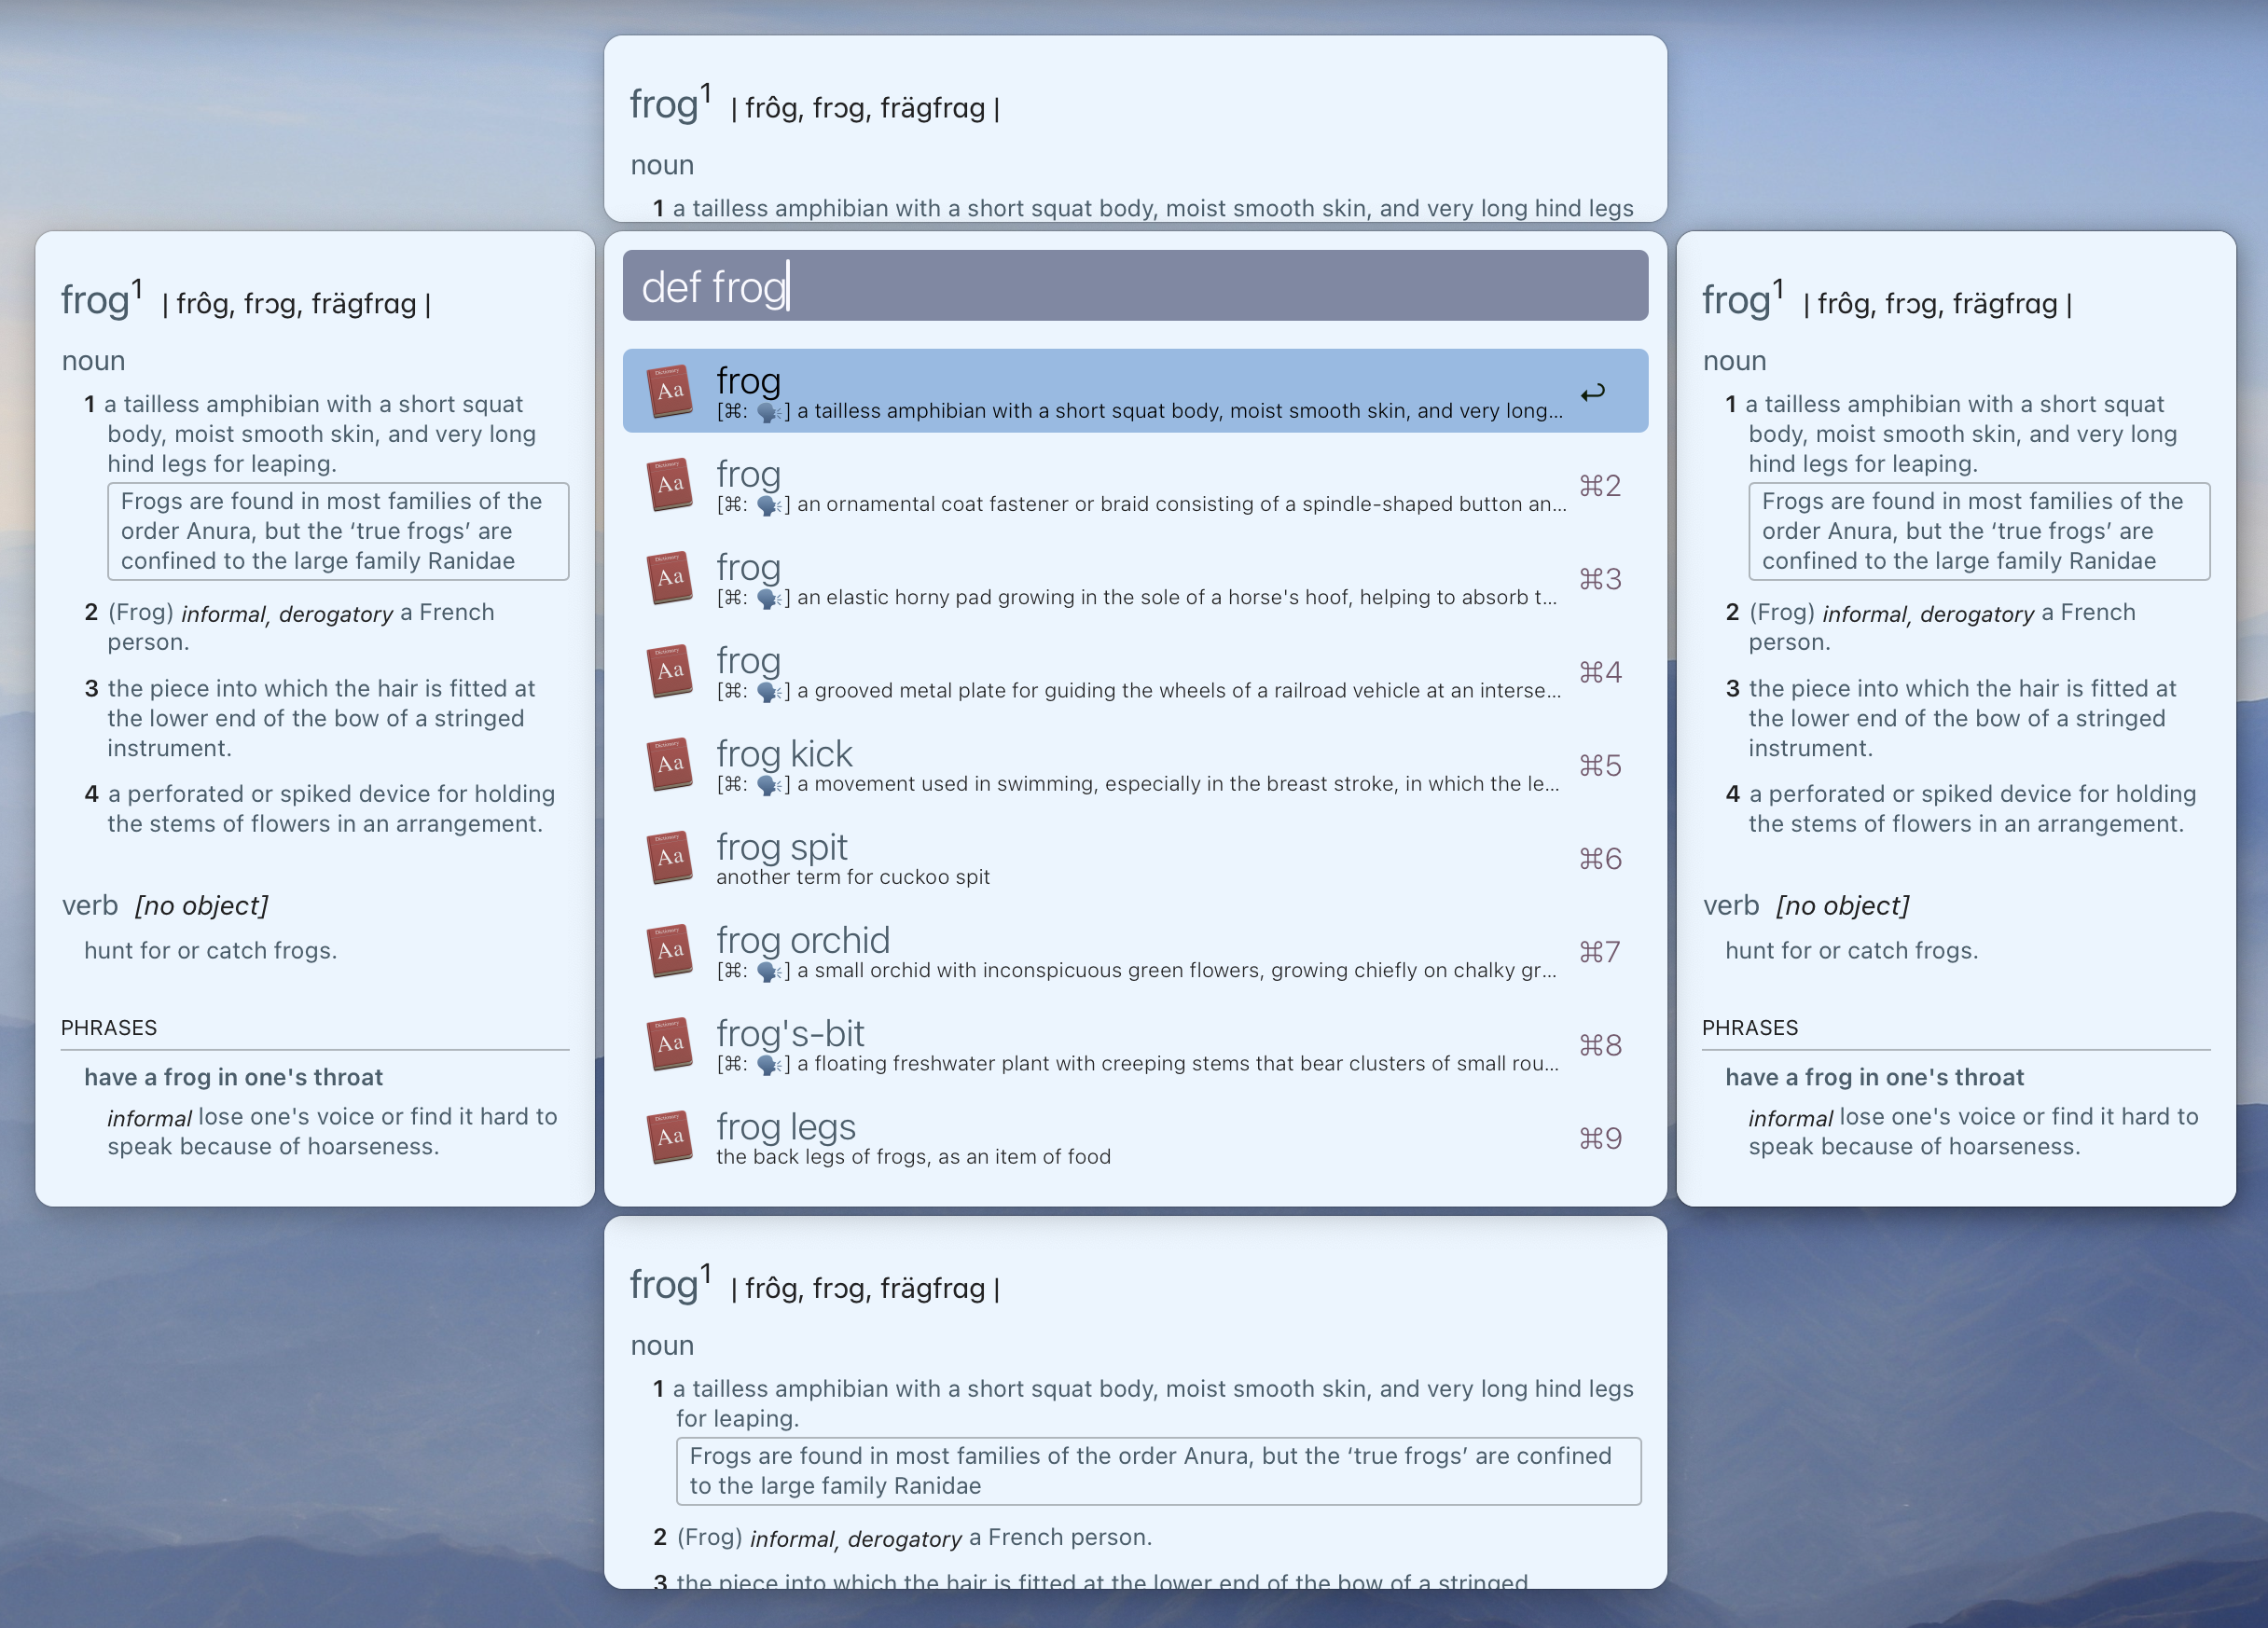 frog1 | frôg, frɔg, frägfrɑg |
noun
1 a tailless amphibian with a short squat body, moist smooth skin, and very long hind legs
frog1 | frôg, frɔg, frägfrɑg |
noun
1 a tailless amphibian with a short squat
body, moist smooth skin, and very long
hind legs for leaping.
Frogs are found in most families of the
order Anura, but the ‘true frogs’ are
confined to the large family Ranidae
2 (Frog) informal, derogatory a French
person.
3 the piece into which the hair is fitted at
the lower end of the bow of a stringed
instrument.
4 a perforated or spiked device for holding
the stems of flowers in an arrangement.
verb [no object]
hunt for or catch frogs.
PHRASES
have a frog in one's throat
informal lose one's voice or find it hard to
speak because of hoarseness.
def frog
frog
[⌘: 🗣] a tailless amphibian with a short squat body, moist smooth skin, and very long…
frog
[⌘: 🗣] an ornamental coat fastener or braid consisting of a spindle-shaped button an…
⌘2
frog
[⌘: 🗣] an elastic horny pad growing in the sole of a horse's hoof, helping to absorb t…
⌘3
frog
[⌘: 🗣] a grooved metal plate for guiding the wheels of a railroad vehicle at an interse…
⌘4
frog kick
[⌘: 🗣] a movement used in swimming, especially in the breast stroke, in which the le…
⌘5
frog spit
another term for cuckoo spit
⌘6
frog orchid
[⌘: 🗣] a small orchid with inconspicuous green flowers, growing chiefly on chalky gr…
⌘7
frog's-bit
[⌘: 🗣] a floating freshwater plant with creeping stems that bear clusters of small rou…
⌘8
frog legs
the back legs of frogs, as an item of food
⌘9
frog1 | frôg, frɔg, frägfrɑg |
noun
1 a tailless amphibian with a short squat
body, moist smooth skin, and very long
hind legs for leaping.
Frogs are found in most families of the
order Anura, but the ‘true frogs’ are
confined to the large family Ranidae
2 (Frog) informal, derogatory a French
person.
3 the piece into which the hair is fitted at
the lower end of the bow of a stringed
instrument.
4 a perforated or spiked device for holding
the stems of flowers in an arrangement.
verb [no object]
hunt for or catch frogs.
PHRASES
have a frog in one's throat
informal lose one's voice or find it hard to
speak because of hoarseness.
frog1 | frôg, frɔg, frägfrɑg |
noun
1 a tailless amphibian with a short squat body, moist smooth skin, and very long hind legs
for leaping.
Frogs are found in most families of the order Anura, but the ‘true frogs’ are confined
to the large family Ranidae
2 (Frog) informal, derogatory a French person.
3 the piece into which the hair is fitted at the lower end of the bow of a stringed